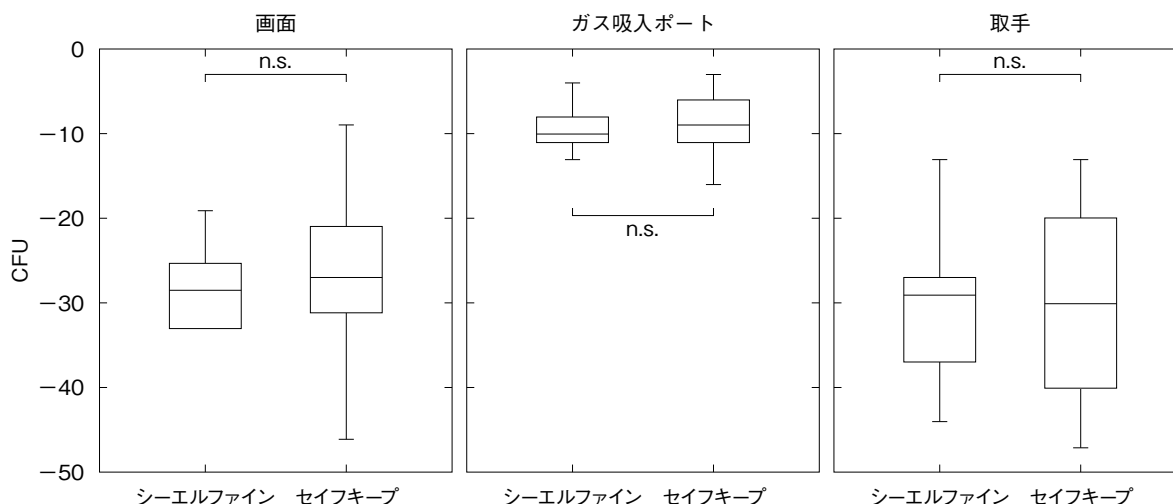 画面
ガス吸入ポート
取手
CFU
0
−10
−20
−30
−40
−50
n.s.
n.s.
n.s.
シーエルファイン セイフキープ
シーエルファイン セイフキープ
シーエルファイン セイフキープ